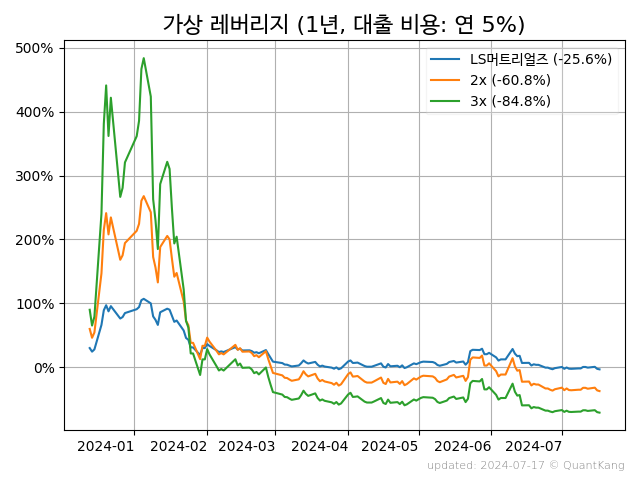 가상 레버리지 (1년, 대출 비용: 연 5%)
500%
400%
300%
200%
100%
0%
LS머트리얼즈 (-25.6%)
2x (-60.8%)
3x (-84.8%)
2024-01 2024-02 2024-03 2024-04 2024-05 2024-06 2024-07
updated: 2024-07-17 © QuantKang